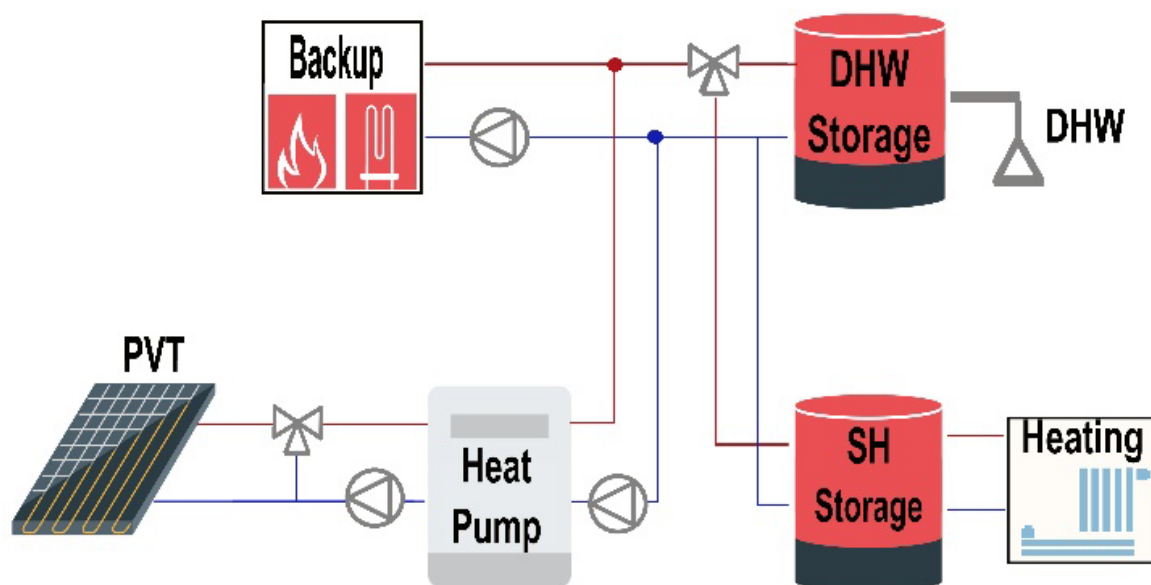 Backup
DHW
Storage
DHW
PVT
Heat
Pump
SH
Storage
Heating